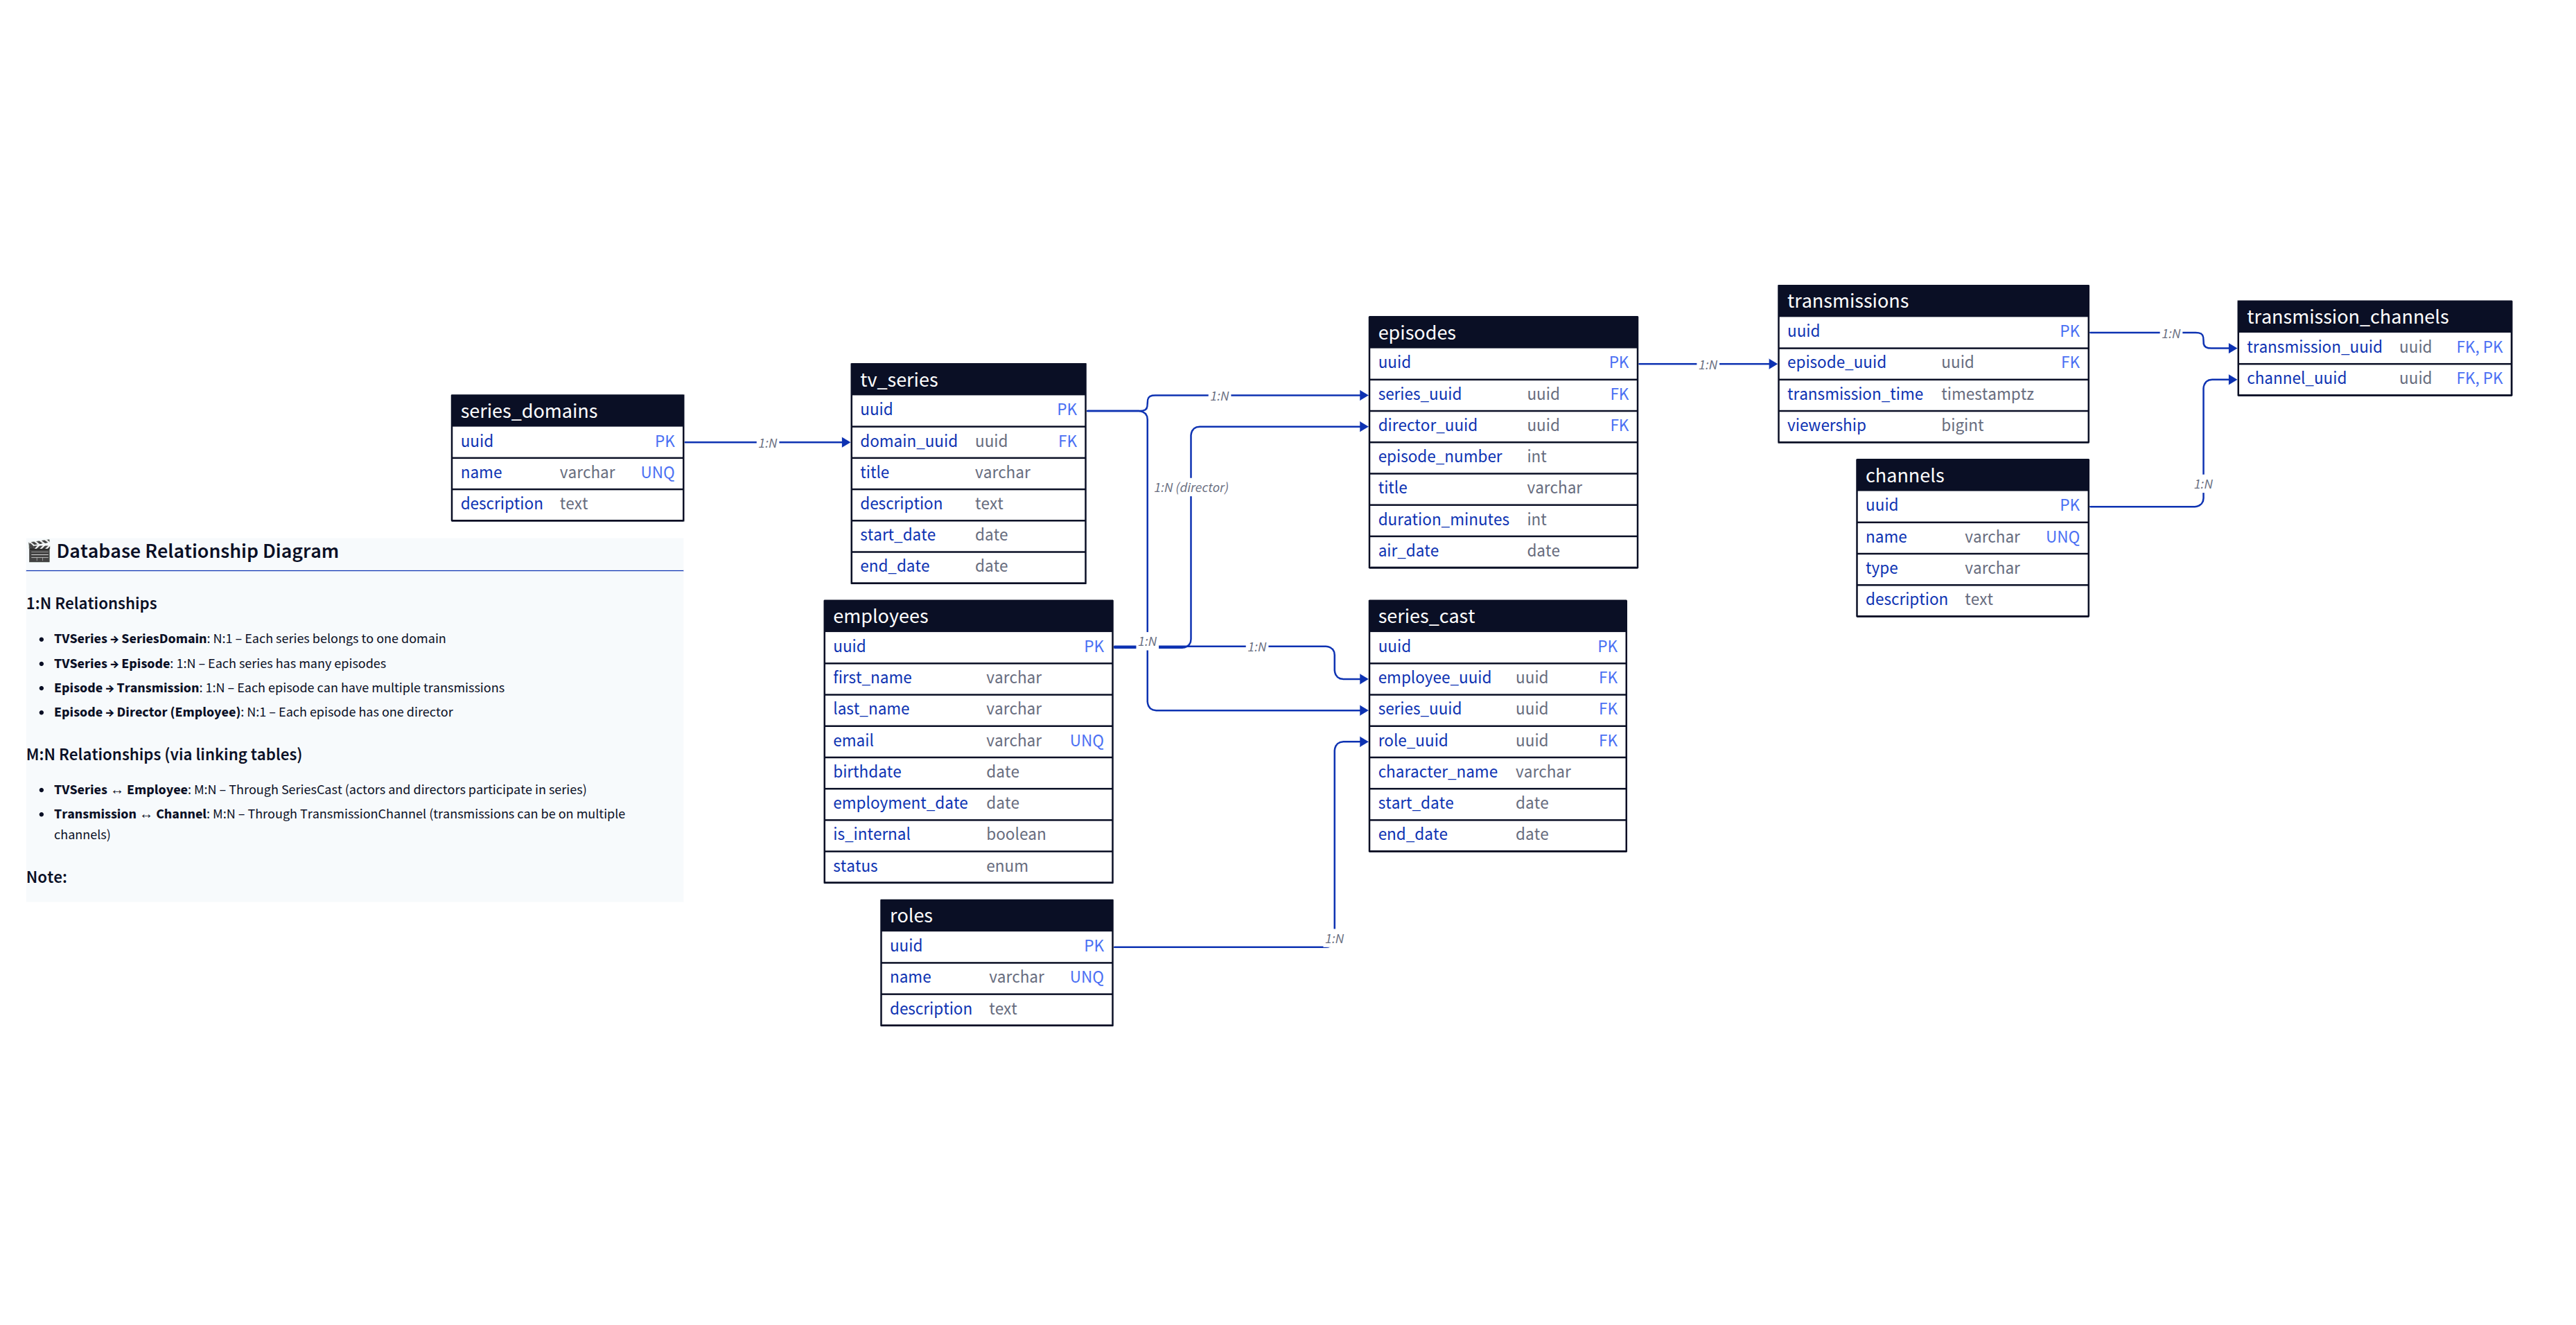 series_domains
uuid PK
name varchar UNQ
description text
1:N
🎬 Database Relationship Diagram
1:N Relationships
• TVSeries → SeriesDomain: N:1 – Each series belongs to one domain
• TVSeries → Episode: 1:N – Each series has many episodes
• Episode → Transmission: 1:N – Each episode can have multiple transmissions
• Episode → Director (Employee): N:1 – Each episode has one director
M:N Relationships (via linking tables)
• TVSeries ↔ Employee: M:N – Through SeriesCast (actors and directors participate in series)
• Transmission ↔ Channel: M:N – Through TransmissionChannel (transmissions can be on multiple
channels)
Note:
tv_series
uuid PK
domain_uuid uuid FK
title varchar
description text
start_date date
end_date date
employees
uuid PK
first_name varchar
last_name varchar
email varchar UNQ
birthdate date
employment_date date
is_internal boolean
status enum
roles
uuid PK
name varchar UNQ
description text
1:N
1:N (director)
1:N
1:N
1:N
episodes
uuid PK
series_uuid uuid FK
director_uuid uuid FK
episode_number int
title varchar
duration_minutes int
air_date date
series_cast
uuid PK
employee_uuid uuid FK
series_uuid uuid FK
role_uuid uuid FK
character_name varchar
start_date date
end_date date
1:N
transmissions
uuid PK
episode_uuid uuid FK
transmission_time timestamptz
viewership bigint
channels
uuid PK
name varchar UNQ
type varchar
description text
1:N
1:N
transmission_channels
transmission_uuid uuid FK, PK
channel_uuid uuid FK, PK